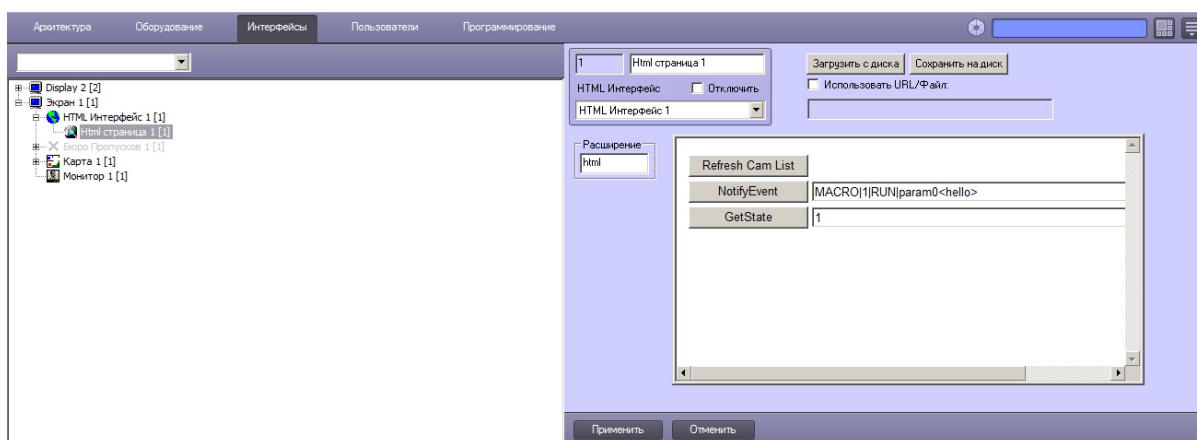 Архитектура Оборудование Интерфейсы Пользователи Программирование
Display 2 [2]
Экран 1 [1]
HTML Интерфейс 1 [1]
Html страница 1 [1]
Бюро Пропусков 1 [1]
Карта 1 [1]
Монитор 1 [1]
1 Html страница 1
HTML Интерфейс Отключить
HTML Интерфейс 1
Загрузить с диска Сохранить на диск
Использовать URL/Файл:
Расширение
html
Refresh Cam List
NotifyEvent MACRO|1|RUN|param0<hello>
GetState 1
Применить Отменить